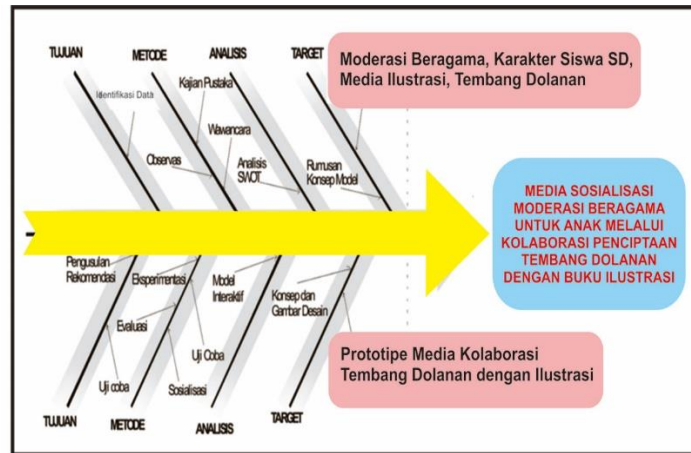 TUJUAN
METODE
ANALISIS
TARGET
Moderasi Beragama, Karakter Siswa SD,
Media Ilustrasi, Tembang Dolanan
Identifikasi Data
Kajian Pustaka
Wawancara
Observas
Analisis
SWOT
Rumusan
Konsep Model
MEDIA SOSIALISASI
MODERASI BERAGAMA
UNTUK ANAK MELALUI
KOLABORASI PENCIPTAAN
TEMBANG DOLANAN
DENGAN BUKU ILUSTRASI
Pengusulan
Rekomendasi
Eksperimentasi
Model
Interaktif
Konsep dan
Gambar Desain
Evaluasi
Uji Coba
Uji coba
Sosialisasi
Prototipe Media Kolaborasi
Tembang Dolanan dengan Ilustrasi
TUJUAN
METODE
ANALISIS
TARGET